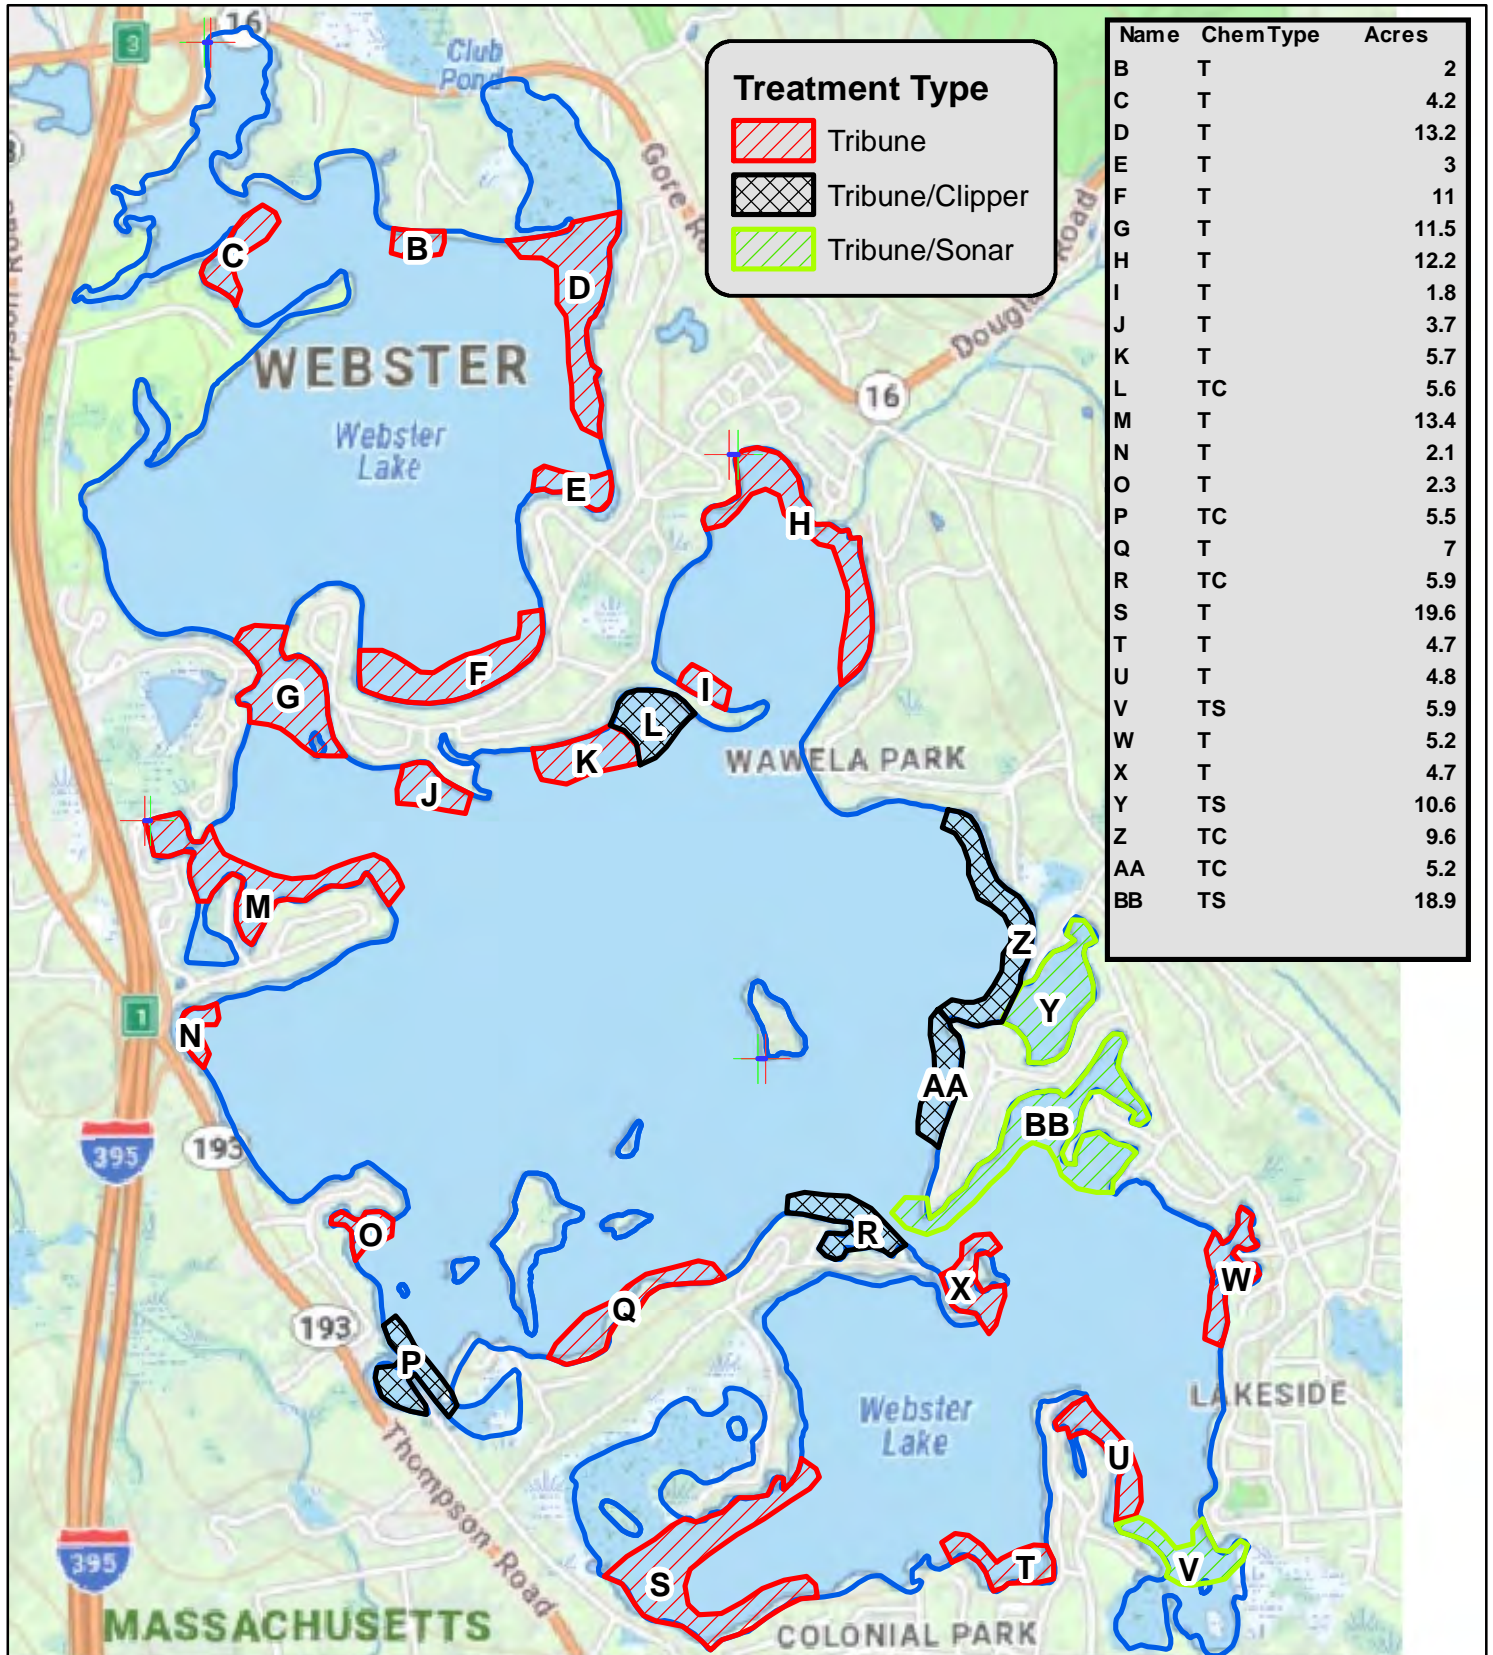 16
3
Club
Pond
Treatment Type
Tribune
Tribune/Clipper
Tribune/Sonar
Name ChemType Acres
B T 2
C T 4.2
D T 13.2
E T 3
F T 11
G T 11.5
H T 12.2
I T 1.8
J T 3.7
K T 5.7
L TC 5.6
M T 13.4
N T 2.1
O T 2.3
P TC 5.5
Q T 7
R TC 5.9
S T 19.6
T T 4.7
U T 4.8
V TS 5.9
W T 5.2
X T 4.7
Y TS 10.6
Z TC 9.6
AA TC 5.2
BB TS 18.9
Road
C
B
D
WEBSTER
Webster
Lake
16
E
H
F
I
G
L
K
J
WAWELA PARK
M
Z
Y
N
1
AA
BB
395
193
O
R
W
X
Q
193
P
LAKESIDE
Webster
Lake
U
Thompson Road
395
S
T
V
MASSACHUSETTS
COLONIAL PARK